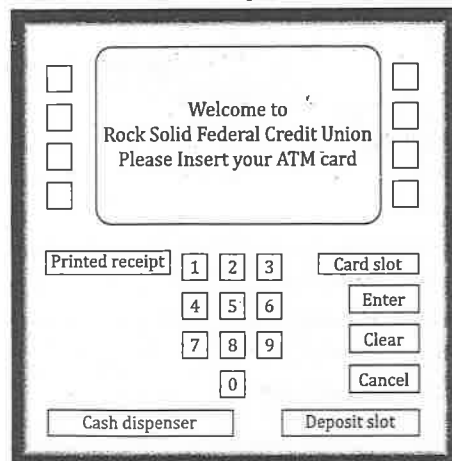 Welcome to
Rock Solid Federal Credit Union
Please Insert your ATM card
Printed receipt
1 2 3
Card slot
4 5 6
Enter
7 8 9
Clear
0
Cancel
Cash dispenser
Deposit slot